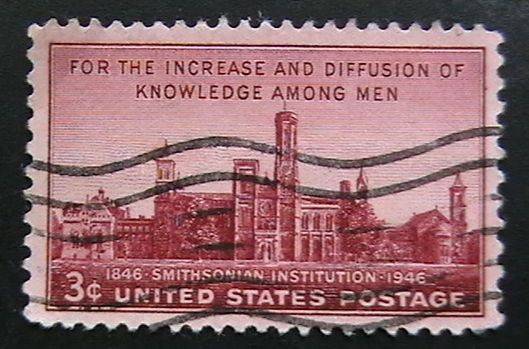 FOR THE INCREASE AND DIFFUSION OF
KNOWLEDGE AMONG MEN
1846 · SMITHSONIAN INSTITUTION · 1946
3¢ UNITED STATES POSTAGE